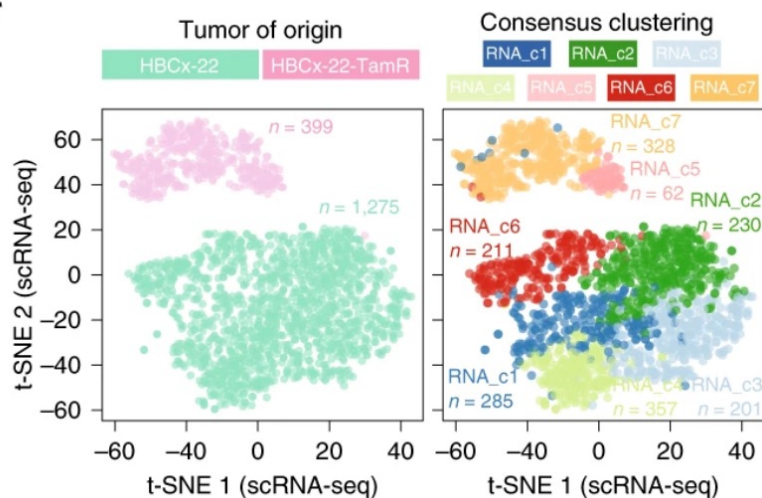 Tumor of origin
HBCx-22 HBCx-22-TamR
n = 399
n = 1,275
60
40
20
0
−20
−40
−60
−60 −40 −20 0 20 40
t-SNE 1 (scRNA-seq)
t-SNE 2 (scRNA-seq)
Consensus clustering
RNA_c1 RNA_c2 RNA_c3
RNA_c4 RNA_c5 RNA_c6 RNA_c7
RNA_c7
n = 328
RNA_c5
n = 62
RNA_c2
n = 230
RNA_c6
n = 211
RNA_c1
n = 285
RNA_c4
n = 357
RNA_c3
n = 201
−60 −40 −20 0 20 40
t-SNE 1 (scRNA-seq)